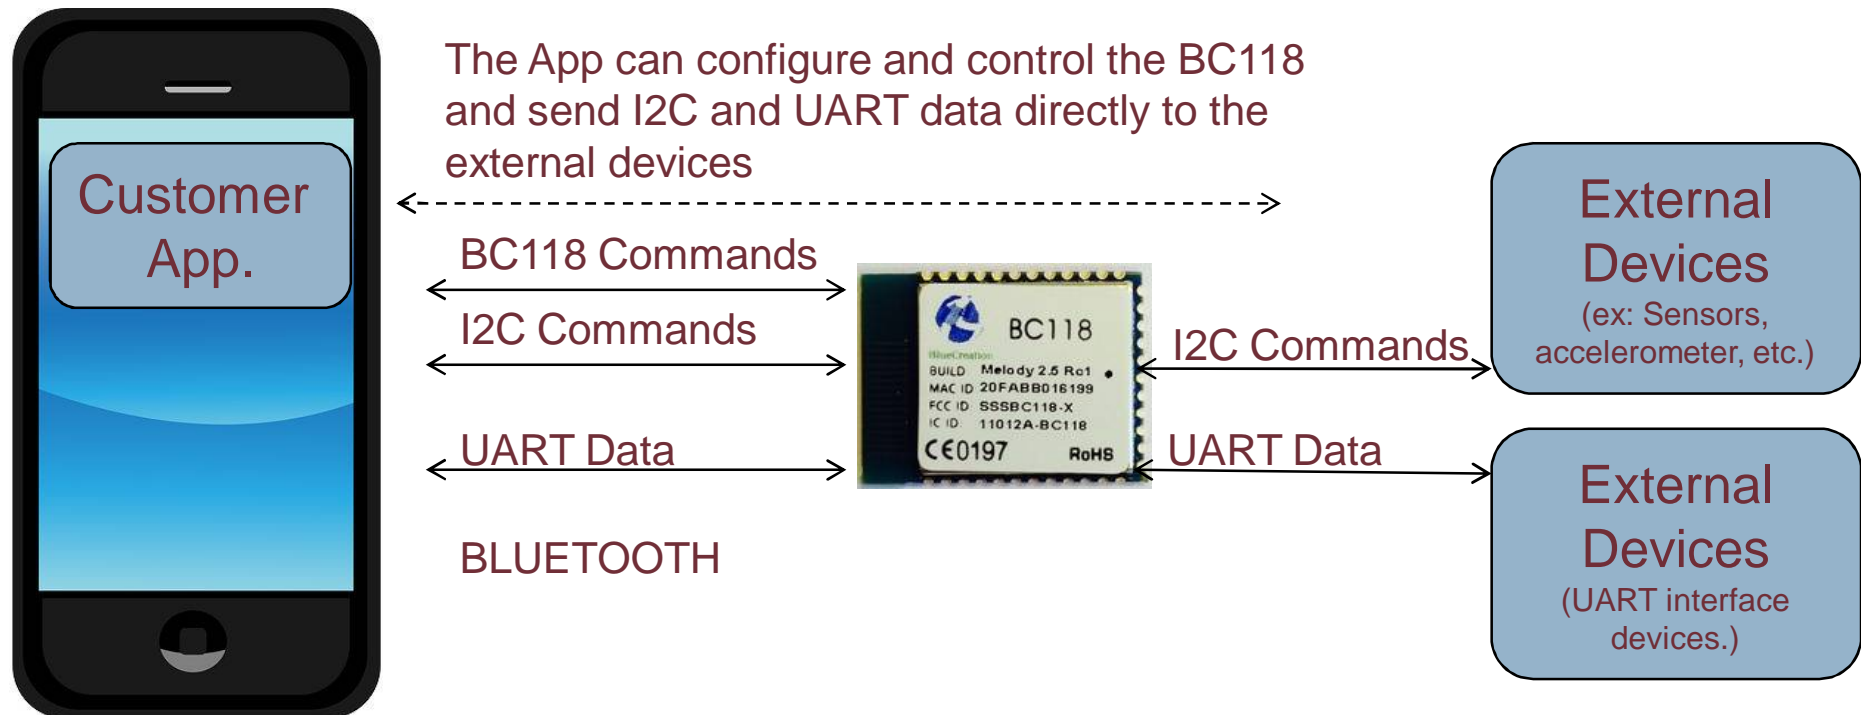 The App can configure and control the BC118
and send I2C and UART data directly to the
external devices
Customer
App.
BC118 Commands
I2C Commands
UART Data
BLUETOOTH
BC118
BlueCreation
BUILD Melody 2.5 Rc1
MAC ID 20FABB016199
FCC ID SSSBC118-X
IC ID: 11012A-BC118
CE0197 RoHS
I2C Commands
UART Data
External
Devices
(ex: Sensors,
accelerometer, etc.)
External
Devices
(UART interface
devices.)